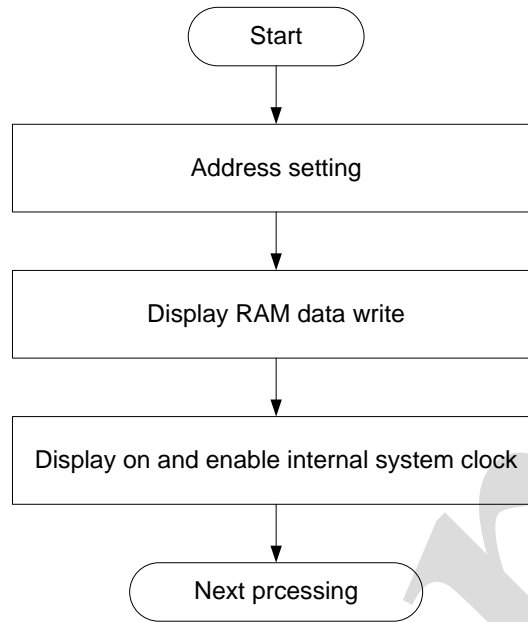 Start
Address setting
Display RAM data write
Display on and enable internal system clock
Next prcessing